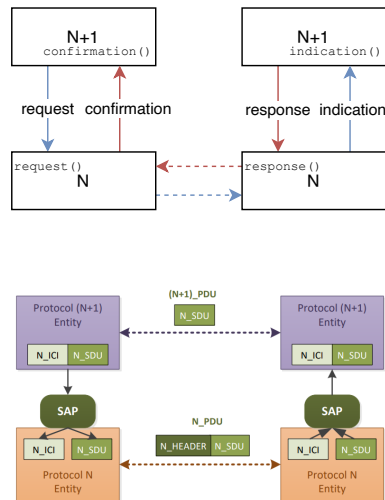 N+1
confirmation()
N+1
indication()
request
confirmation
response
indication
request()
N
response()
N
(N+1)_PDU
N_SDU
Protocol (N+1)
Entity
N_ICI
N_SDU
Protocol (N+1)
Entity
N_ICI
N_SDU
SAP
SAP
N_PDU
N_HEADER
N_SDU
N_ICI
N_SDU
Protocol N
Entity
N_ICI
N_SDU
Protocol N
Entity